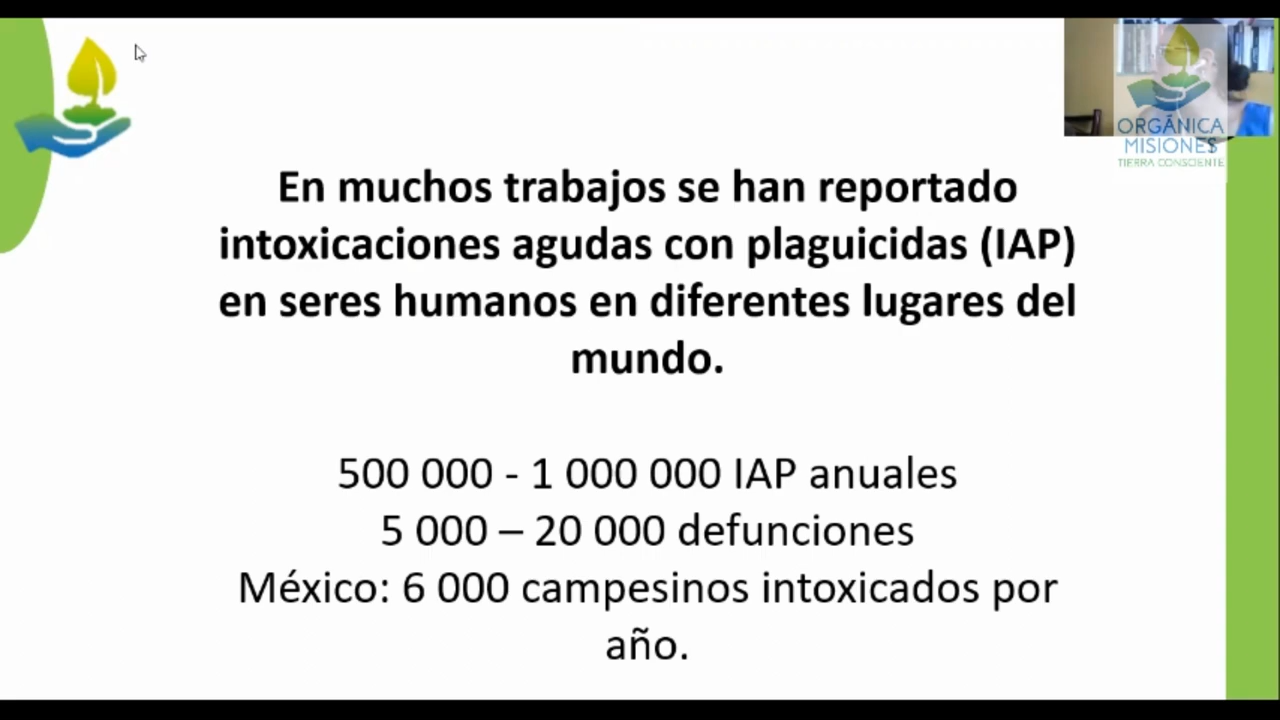 ORGÁNICA
MISIONES
TIERRA CONSCIENTE
En muchos trabajos se han reportado
intoxicaciones agudas con plaguicidas (IAP)
en seres humanos en diferentes lugares del
mundo.
500 000 - 1 000 000 IAP anuales
5 000 – 20 000 defunciones
México: 6 000 campesinos intoxicados por
año.